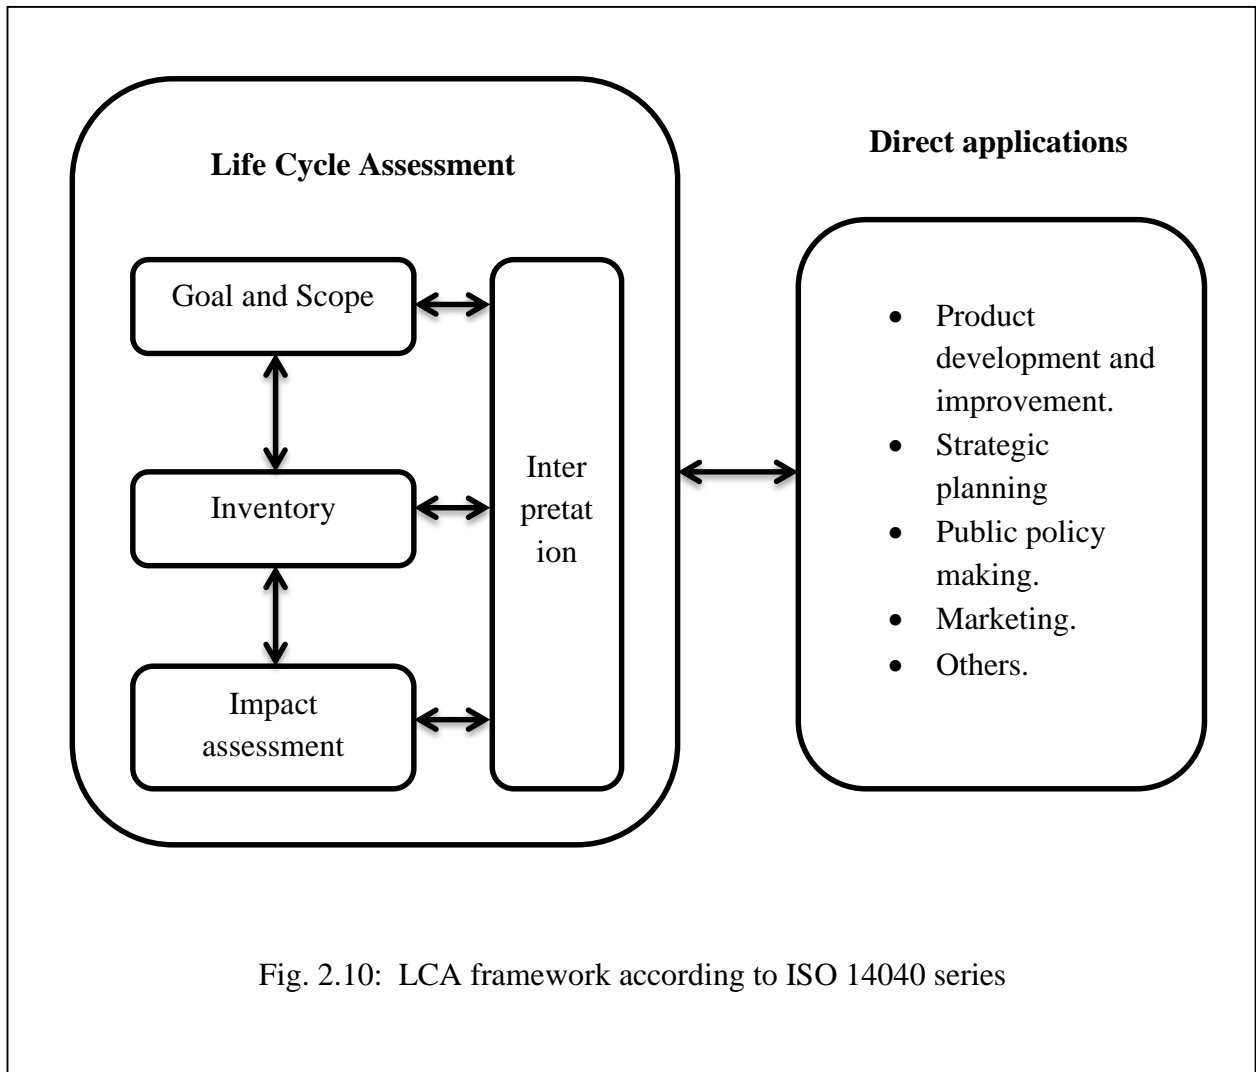 Life Cycle Assessment
Goal and Scope
Inventory
Impact
assessment
Inter
pretat
ion
Direct applications
• Product
development and
improvement.
• Strategic
planning
• Public policy
making.
• Marketing.
• Others.
Fig. 2.10:  LCA framework according to ISO 14040 series